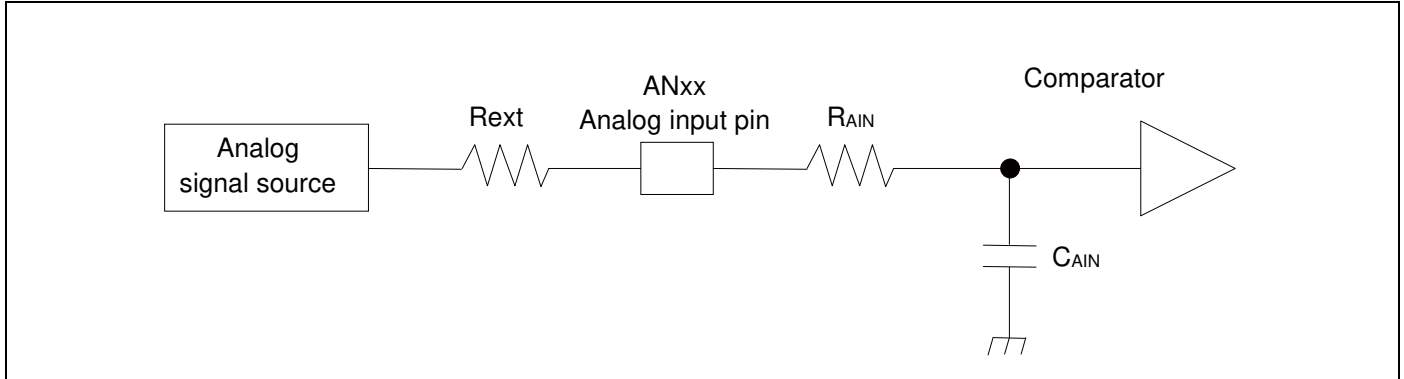 Comparator
ANxx
Analog input pin
Rext
RAIN
Analog
signal source
CAIN